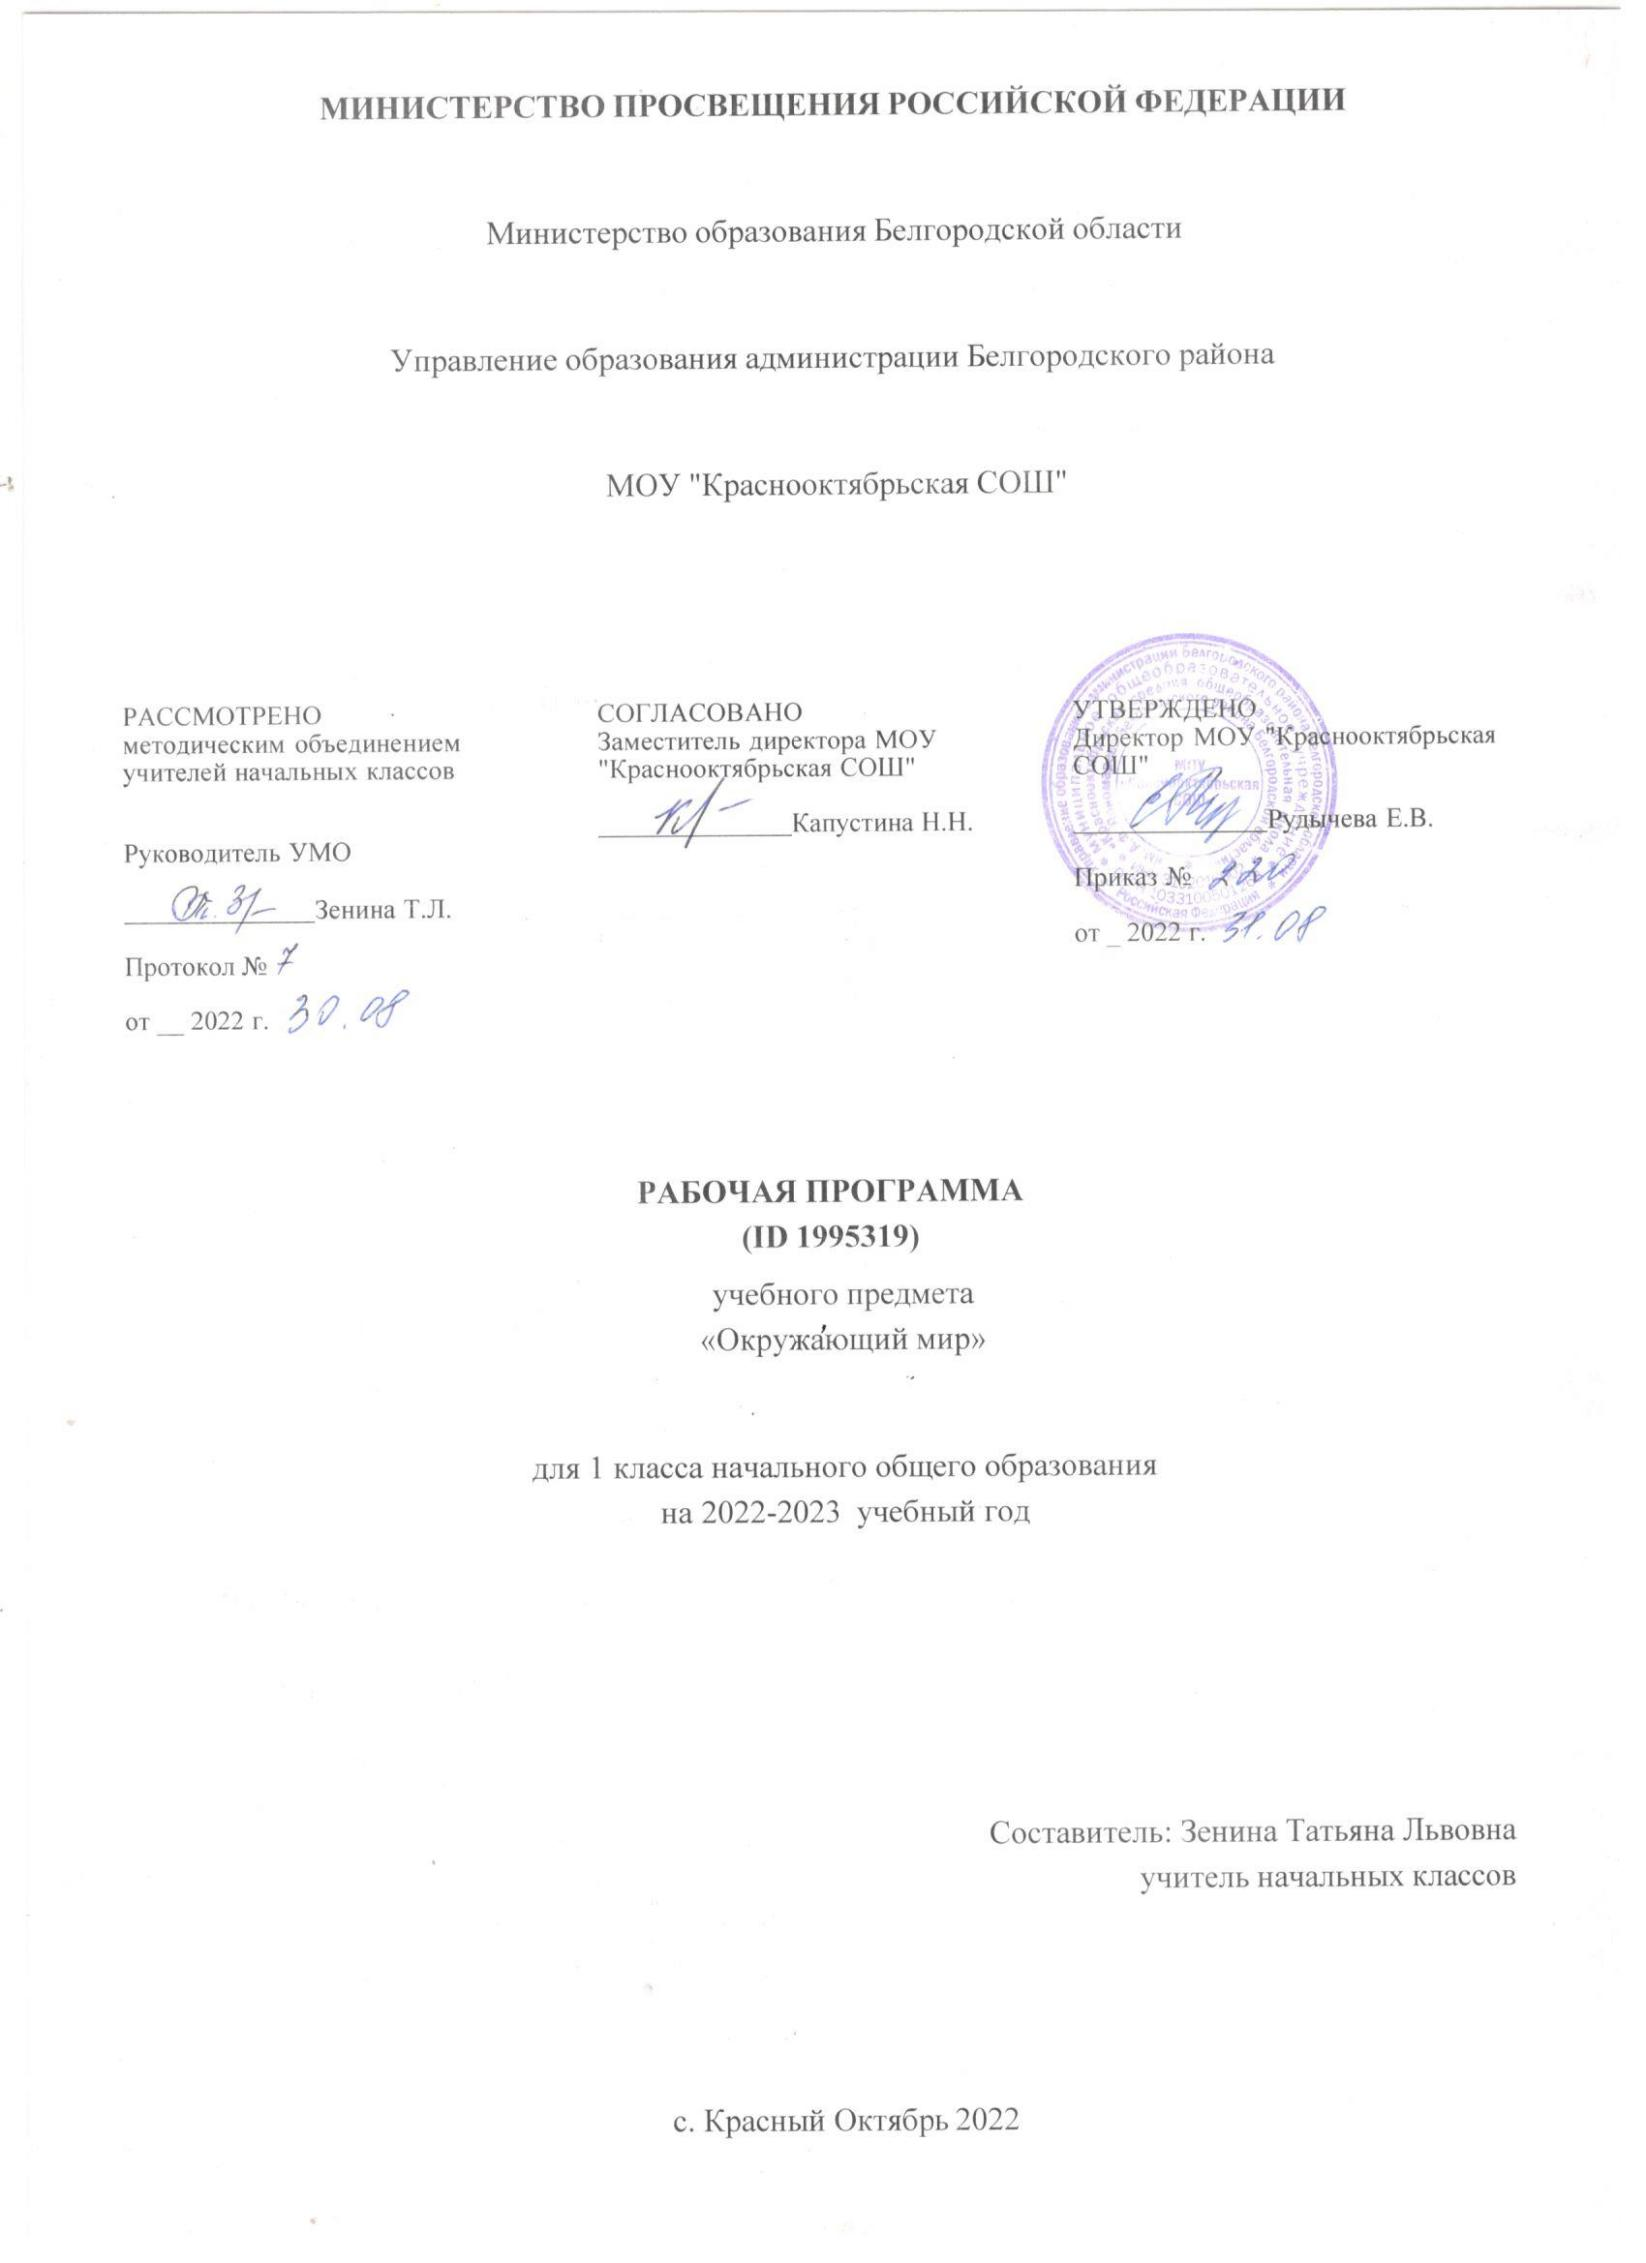 МИНИСТЕРСТВО ПРОСВЕЩЕНИЯ РОССИЙСКОЙ ФЕДЕРАЦИИ
Министерство образования Белгородской области
Управление образования администрации Белгородского района
МОУ "Краснооктябрьская СОШ"
РАССМОТРЕНО
методическим объединением
учителей начальных классов
Руководитель УМО
Зенина Т.Л.
Протокол № 7
от __ 2022 г. 30.08
СОГЛАСОВАНО
Заместитель директора МОУ
"Краснооктябрьская СОШ"
Капустина Н.Н.
УТВЕРЖДЕНО
Директор МОУ "Краснооктябрьская
СОШ"
Рудычева Е.В.
Приказ № 220
от _ 2022 г. 31.08
Российская Федерация
РАБОЧАЯ ПРОГРАММА
(ID 1995319)
учебного предмета
«Окружающий мир»
для 1 класса начального общего образования
на 2022-2023 учебный год
Составитель: Зенина Татьяна Львовна
учитель начальных классов
с. Красный Октябрь 2022